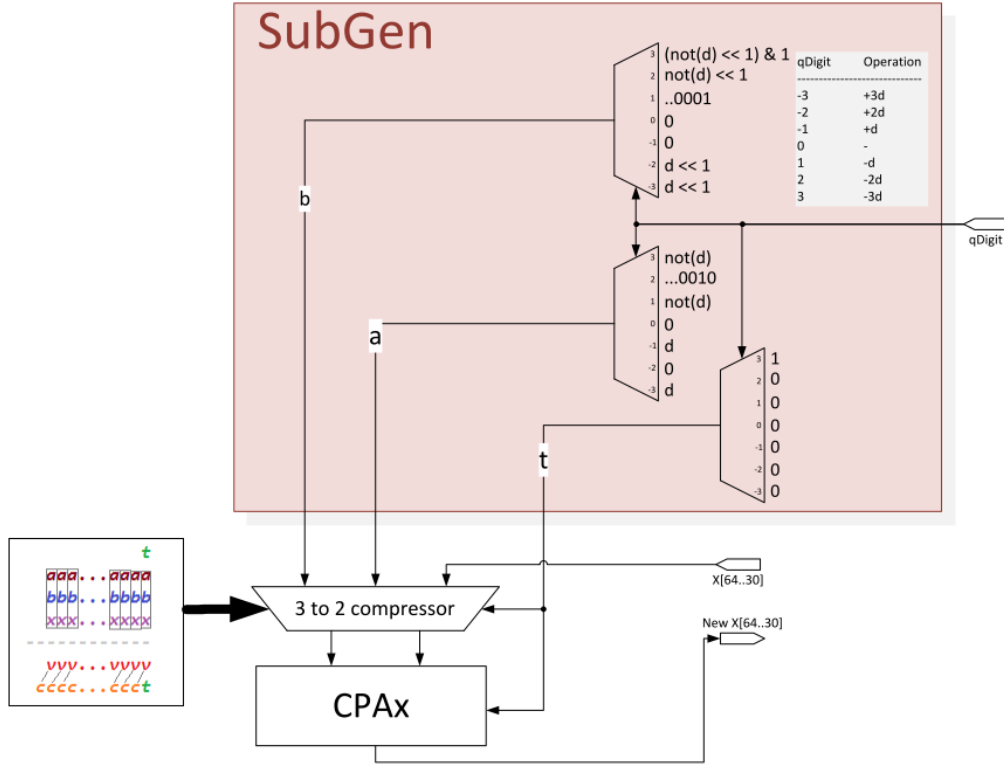 SubGen
3 (not(d) << 1) & 1
2 not(d) << 1
1 ..0001
0 0
-1 0
-2 d << 1
-3 d << 1
qDigit Operation
-----------------------------
-3 +3d
-2 +2d
-1 +d
0 -
1 -d
2 -2d
3 -3d
b
qDigit
3 not(d)
2 ...0010
1 not(d)
0 0
-1 d
-2 0
-3 d
a
3 1
2 0
1 0
0 0
-1 0
-2 0
-3 0
t
t
aaa...aaaa
bbb...bbbb
xxx...xxxx
vvv...vvvv
cccc...ccct
3 to 2 compressor
X[64..30]
New X[64..30]
CPAx